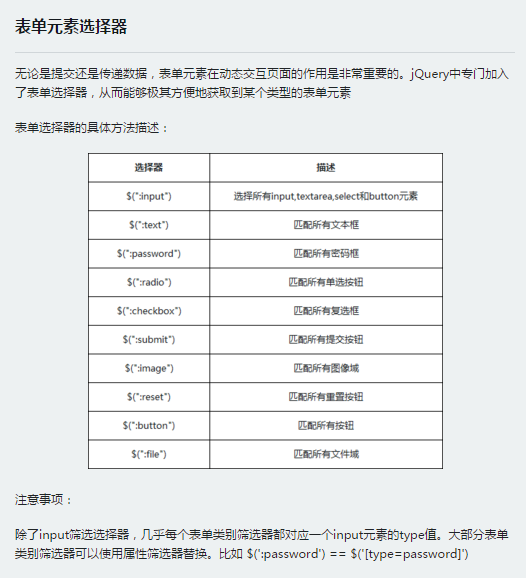 表单元素选择器
无论是提交还是传递数据，表单元素在动态交互页面的作用是非常重要的。jQuery中专门加入
了表单选择器，从而能够极其方便地获取到某个类型的表单元素
表单选择器的具体方法描述：
选择器 描述
$(":input") 选择所有input,textarea,select和button元素
$(":text") 匹配所有文本框
$(":password") 匹配所有密码框
$(":radio") 匹配所有单选按钮
$(":checkbox") 匹配所有复选框
$(":submit") 匹配所有提交按钮
$(":image") 匹配所有图像域
$(":reset") 匹配所有重置按钮
$(":button") 匹配所有按钮
$(":file") 匹配所有文件域
注意事项：
除了input筛选选择器，几乎每个表单类别筛选器都对应一个input元素的type值。大部分表单
类别筛选器可以使用属性筛选器替换。比如 $(':password') == $('[type=password]')